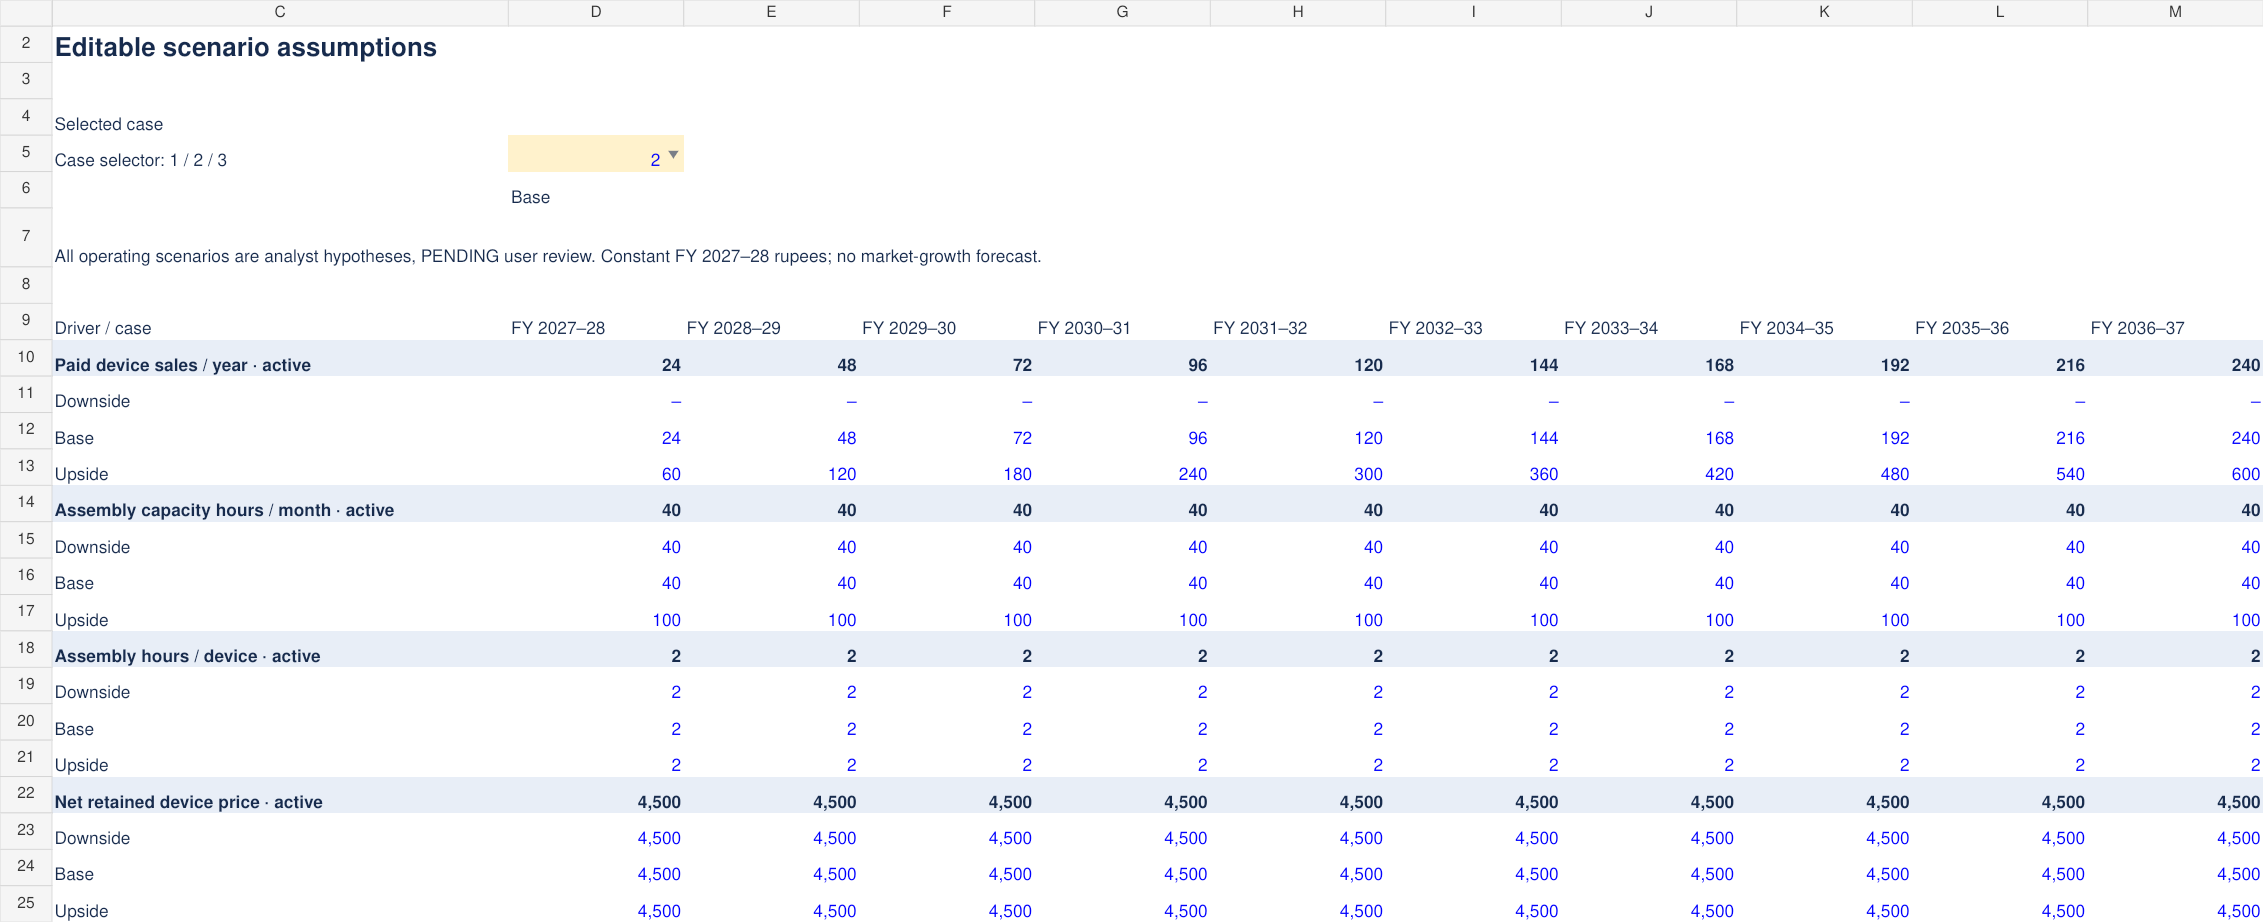 C D E F G H I J K L M
2 Editable scenario assumptions
3
4 Selected case
5 Case selector: 1 / 2 / 3 2
6 Base
7 All operating scenarios are analyst hypotheses, PENDING user review. Constant FY 2027–28 rupees; no market-growth forecast.
8
9 Driver / case FY 2027–28 FY 2028–29 FY 2029–30 FY 2030–31 FY 2031–32 FY 2032–33 FY 2033–34 FY 2034–35 FY 2035–36 FY 2036–37
10 Paid device sales / year · active 24 48 72 96 120 144 168 192 216 240
11 Downside – – – – – – – – – –
12 Base 24 48 72 96 120 144 168 192 216 240
13 Upside 60 120 180 240 300 360 420 480 540 600
14 Assembly capacity hours / month · active 40 40 40 40 40 40 40 40 40 40
15 Downside 40 40 40 40 40 40 40 40 40 40
16 Base 40 40 40 40 40 40 40 40 40 40
17 Upside 100 100 100 100 100 100 100 100 100 100
18 Assembly hours / device · active 2 2 2 2 2 2 2 2 2 2
19 Downside 2 2 2 2 2 2 2 2 2 2
20 Base 2 2 2 2 2 2 2 2 2 2
21 Upside 2 2 2 2 2 2 2 2 2 2
22 Net retained device price · active 4,500 4,500 4,500 4,500 4,500 4,500 4,500 4,500 4,500 4,500
23 Downside 4,500 4,500 4,500 4,500 4,500 4,500 4,500 4,500 4,500 4,500
24 Base 4,500 4,500 4,500 4,500 4,500 4,500 4,500 4,500 4,500 4,500
25 Upside 4,500 4,500 4,500 4,500 4,500 4,500 4,500 4,500 4,500 4,500